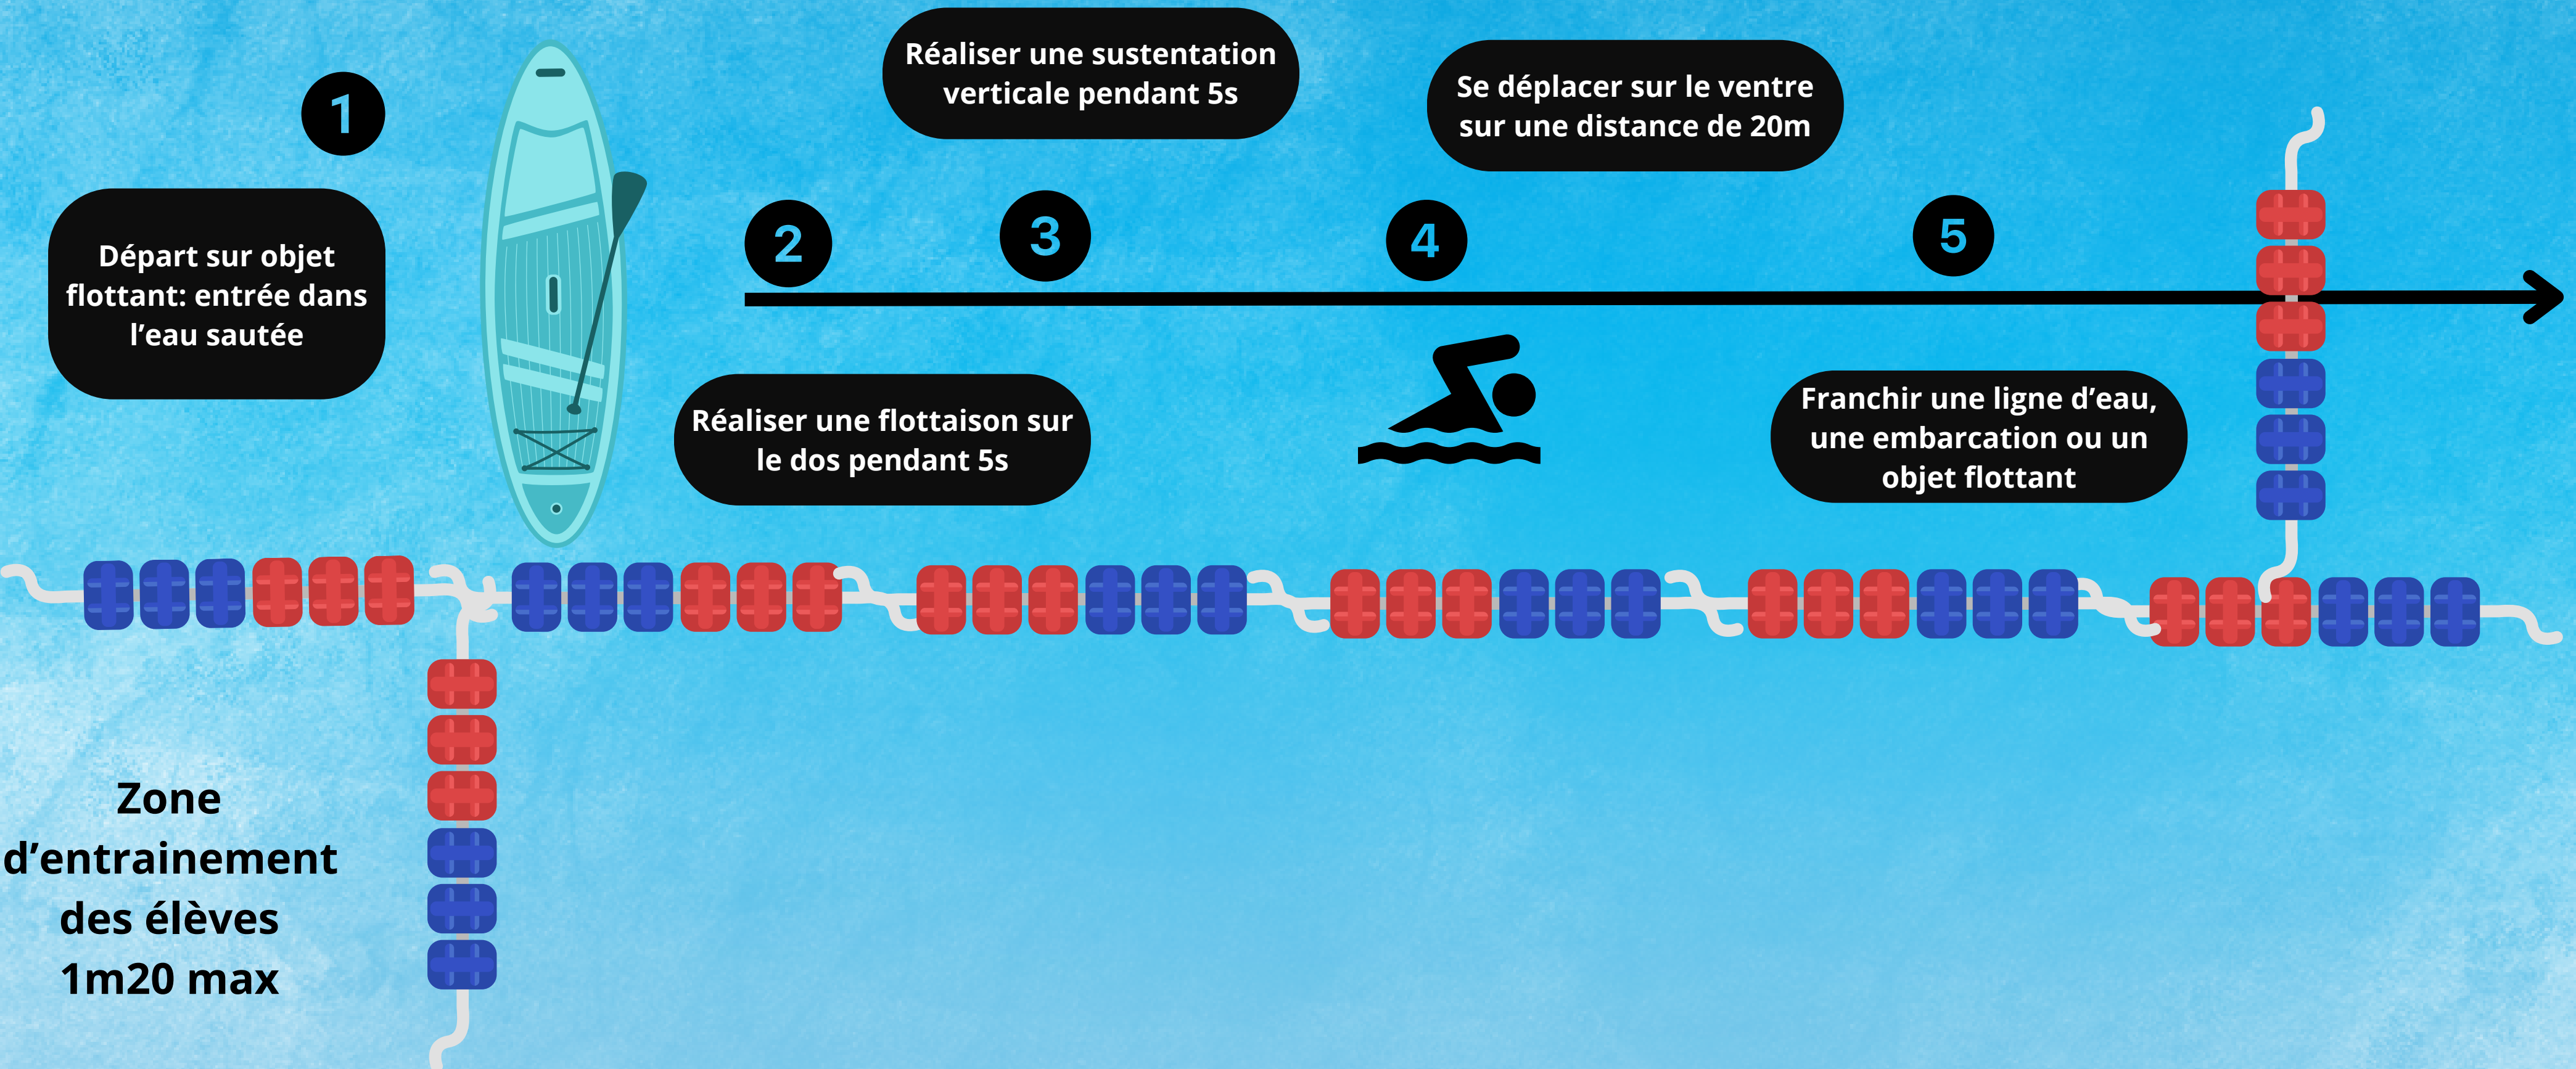 1
Départ sur objet
flottant: entrée dans
l’eau sautée
2
Réaliser une flottaison sur
le dos pendant 5s
3
Réaliser une sustentation
verticale pendant 5s
4
Se déplacer sur le ventre
sur une distance de 20m
5
Franchir une ligne d’eau,
une embarcation ou un
objet flottant
Zone
d’entrainement
des élèves
1m20 max